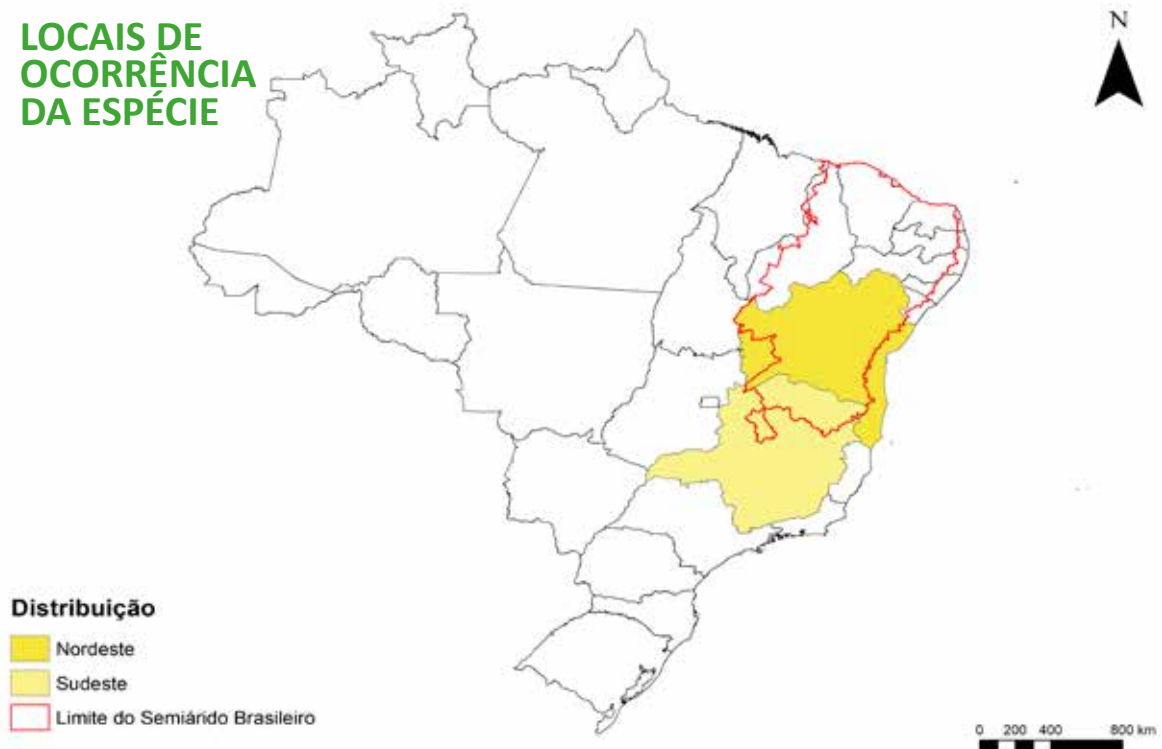 LOCAIS DE
OCORRÊNCIA
DA ESPÉCIE
N
Distribuição
Nordeste
Sudeste
Limite do Semiárido Brasileiro
0 200 400 800 km